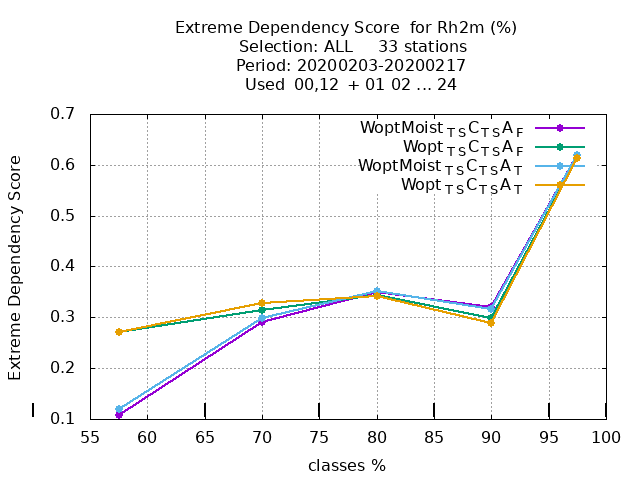 Extreme Dependency Score for Rh2m (%)
Selection: ALL 33 stations
Period: 20200203-20200217
Used 00,12 + 01 02 ... 24
WoptMoist TS C TS A F
Wopt TS C TS A F
WoptMoist TS C TS A T
Wopt TS C TS A T
Extreme Dependency Score
0.7
0.6
0.5
0.4
0.3
0.2
0.1
55 60 65 70 75 80 85 90 95 100
classes %